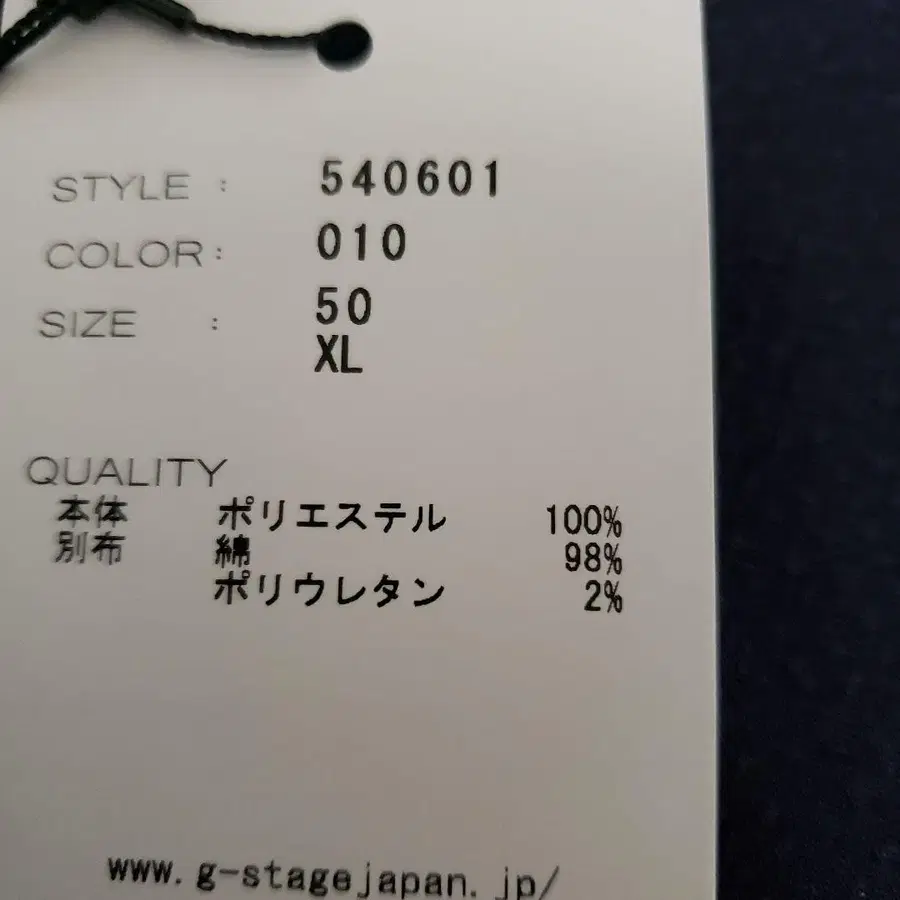 STYLE : 540601
COLOR: 010
SIZE : 50
XL
QUALITY
本体 ポリエステル 100%
別布 綿 98%
ポリウレタン 2%
www.g-stagejapan.jp/